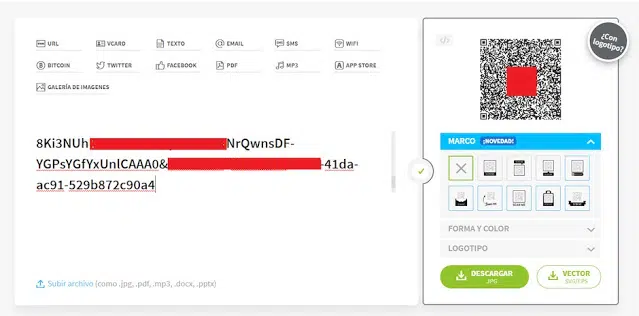 URL VCARD TEXTO EMAIL SMS WIFI
BITCOIN TWITTER FACEBOOK PDF MP3 APP STORE
GALERÍA DE IMAGENES
8Ki3NUh NrQwnsDF-
YGPsYGfYxUnlCAAA0& -41da-
ac91-529b872c90a4
Subir archivo (como .jpg, .pdf, .mp3, .docx, .pptx)
¿Con
logotipo?
MARCO ¡NOVEDAD!
FORMA Y COLOR
LOGOTIPO
DESCARGAR
.JPG
VECTOR
.SVG/EPS